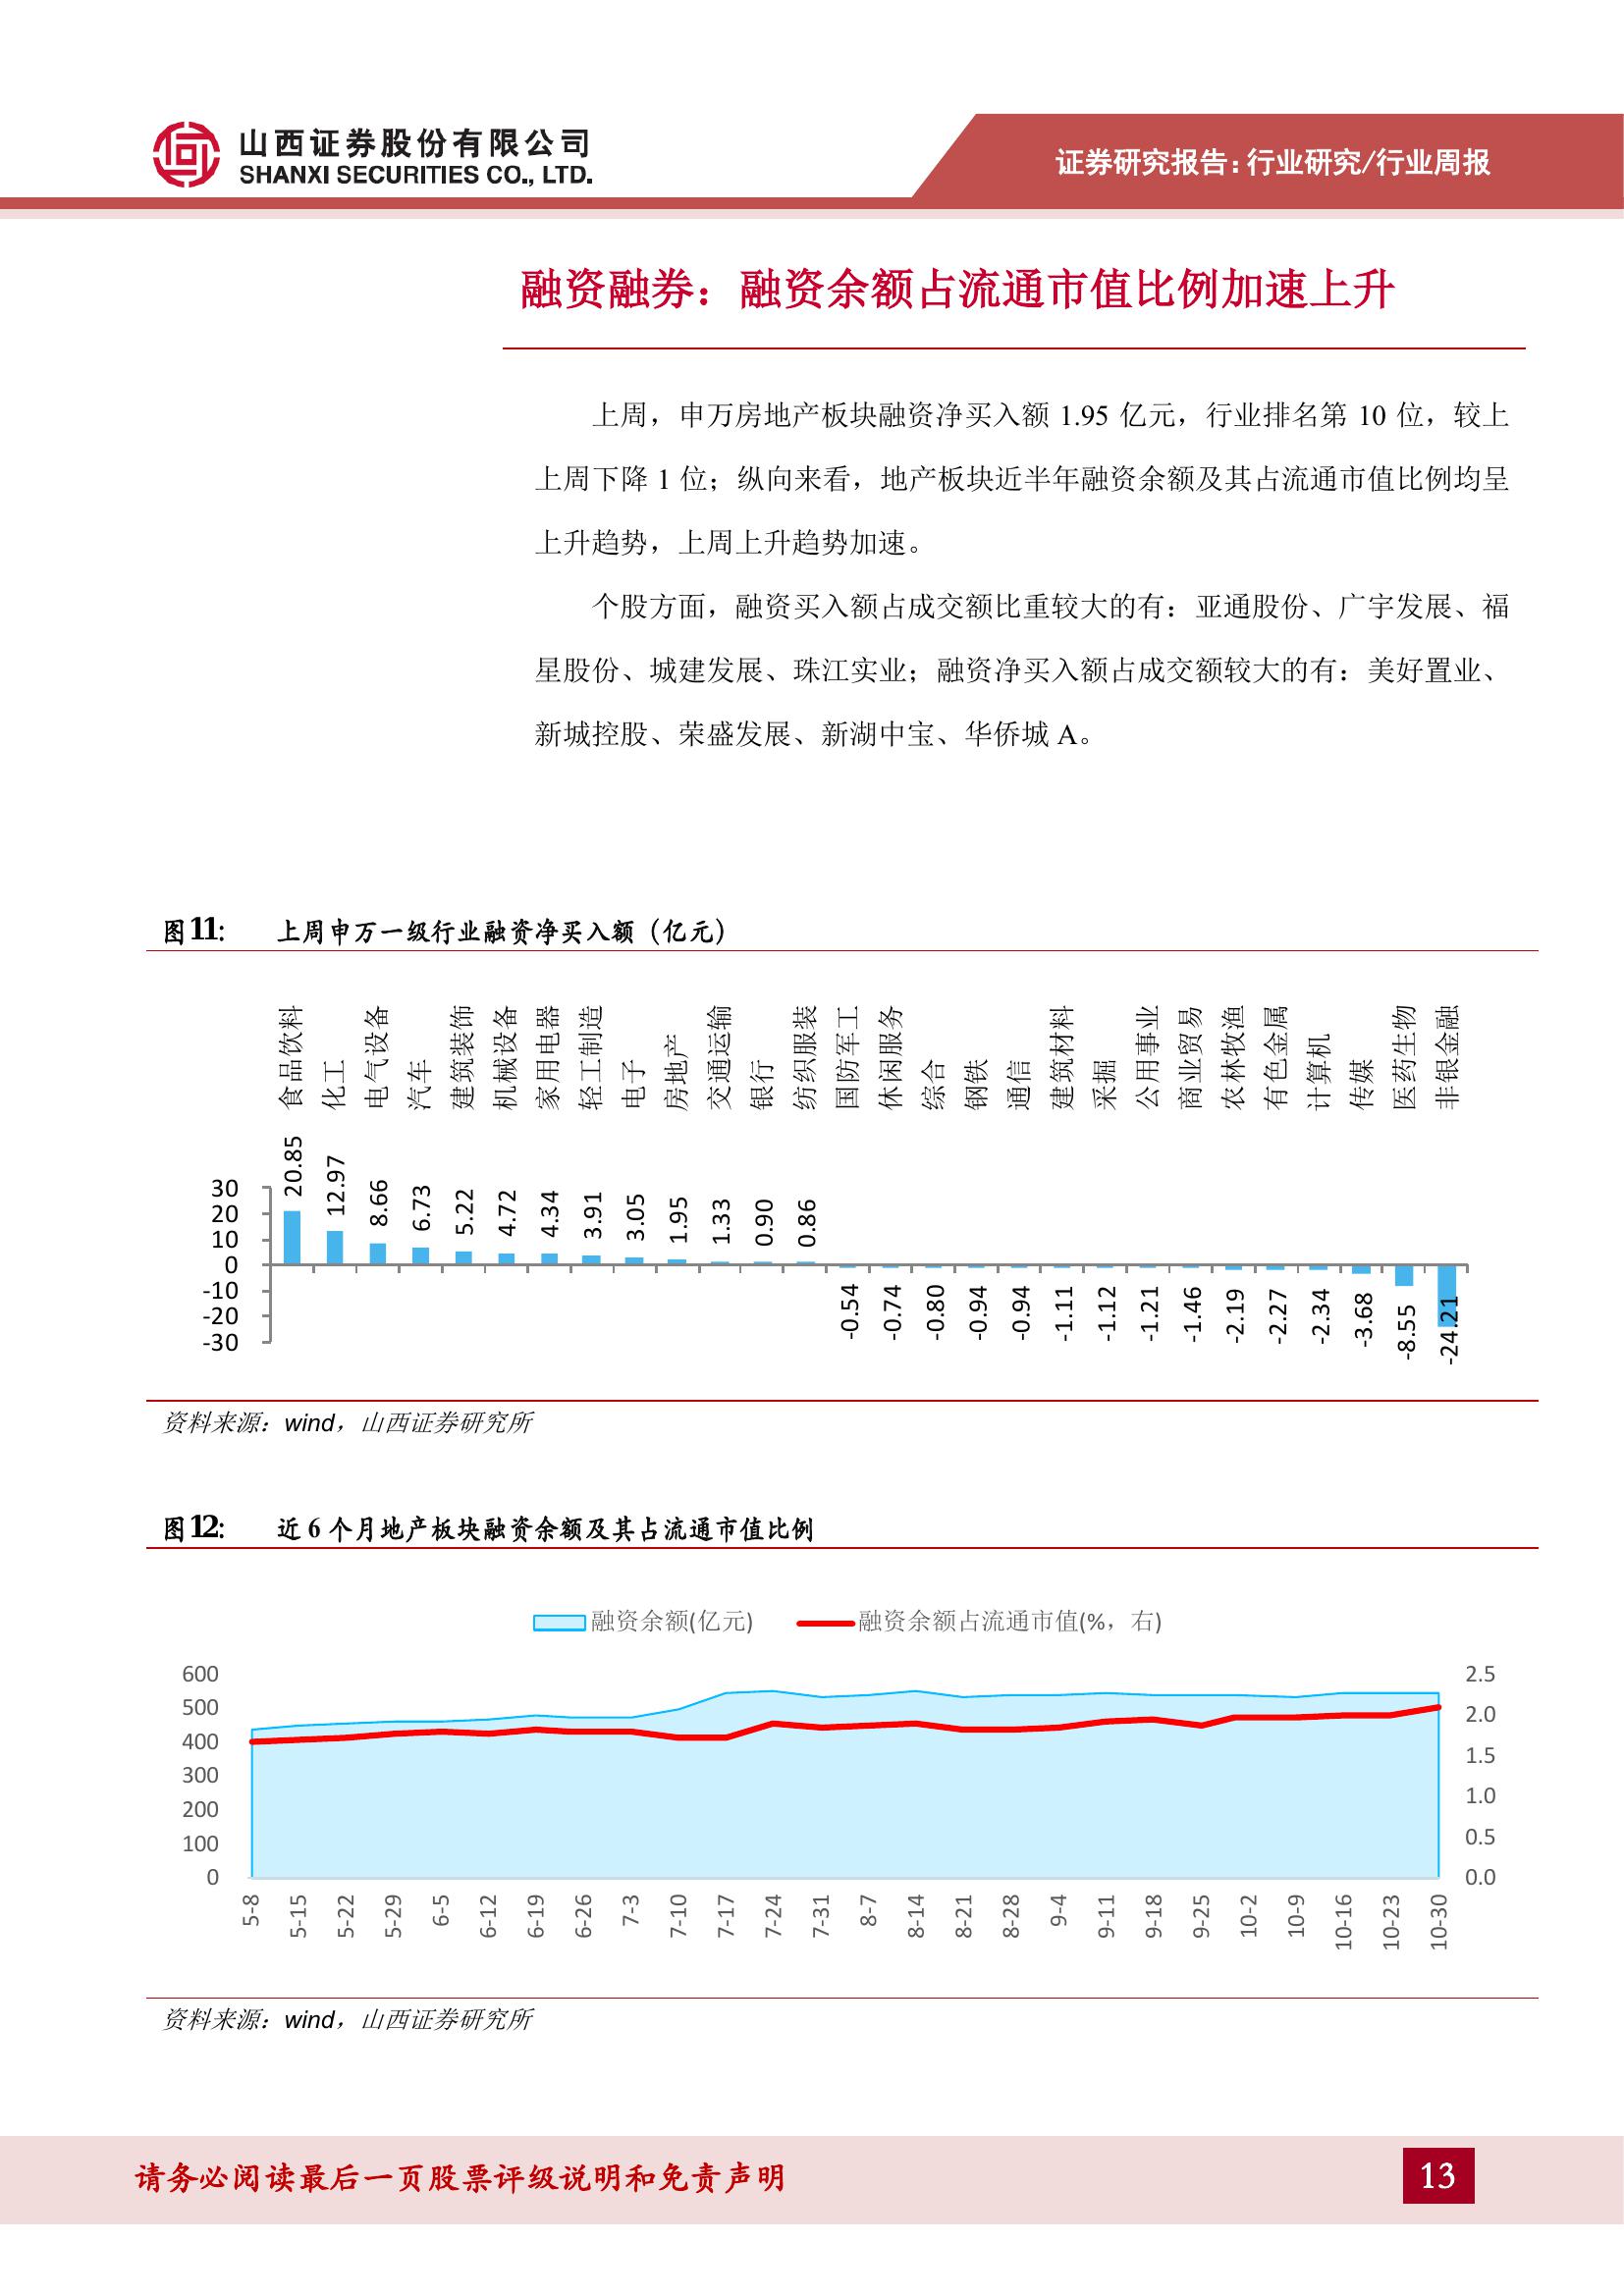 山西证券股份有限公司
SHANXI SECURITIES CO., LTD.
证券研究报告：行业研究/行业周报
融资融券：融资余额占流通市值比例加速上升
上周，申万房地产板块融资净买入额 1.95 亿元，行业排名第 10 位，较上
上周下降 1 位；纵向来看，地产板块近半年融资余额及其占流通市值比例均呈
上升趋势，上周上升趋势加速。
个股方面，融资买入额占成交额比重较大的有：亚通股份、广宇发展、福
星股份、城建发展、珠江实业；融资净买入额占成交额较大的有：美好置业、
新城控股、荣盛发展、新湖中宝、华侨城 A。
图11: 上周申万一级行业融资净买入额（亿元）
食品饮料 化工 电气设备 汽车 建筑装饰 机械设备 家用电器 轻工制造 电子 房地产 交通运输 银行 纺织服装 国防军工 休闲服务 综合 钢铁 通信 建筑材料 采掘 公用事业 商业贸易 农林牧渔 有色金属 计算机 传媒 医药生物 非银金融
20.85 12.97 8.66 6.73 5.22 4.72 4.34 3.91 3.05 1.95 1.33 0.90 0.86
30
20
10
0
-10
-20
-30
-0.54 -0.74 -0.80 -0.94 -0.94 -1.11 -1.12 -1.21 -1.46 -2.19 -2.27 -2.34 -3.68 -8.55 -24.21
资料来源：wind，山西证券研究所
图12: 近 6 个月地产板块融资余额及其占流通市值比例
融资余额(亿元) 融资余额占流通市值(%，右)
600 2.5
500 2.0
400
300 1.5
200 1.0
100 0.5
0 0.0
5-8 5-15 5-22 5-29 6-5 6-12 6-19 6-26 7-3 7-10 7-17 7-24 7-31 8-7 8-14 8-21 8-28 9-4 9-11 9-18 9-25 10-2 10-9 10-16 10-23 10-30
资料来源：wind，山西证券研究所
请务必阅读最后一页股票评级说明和免责声明
13